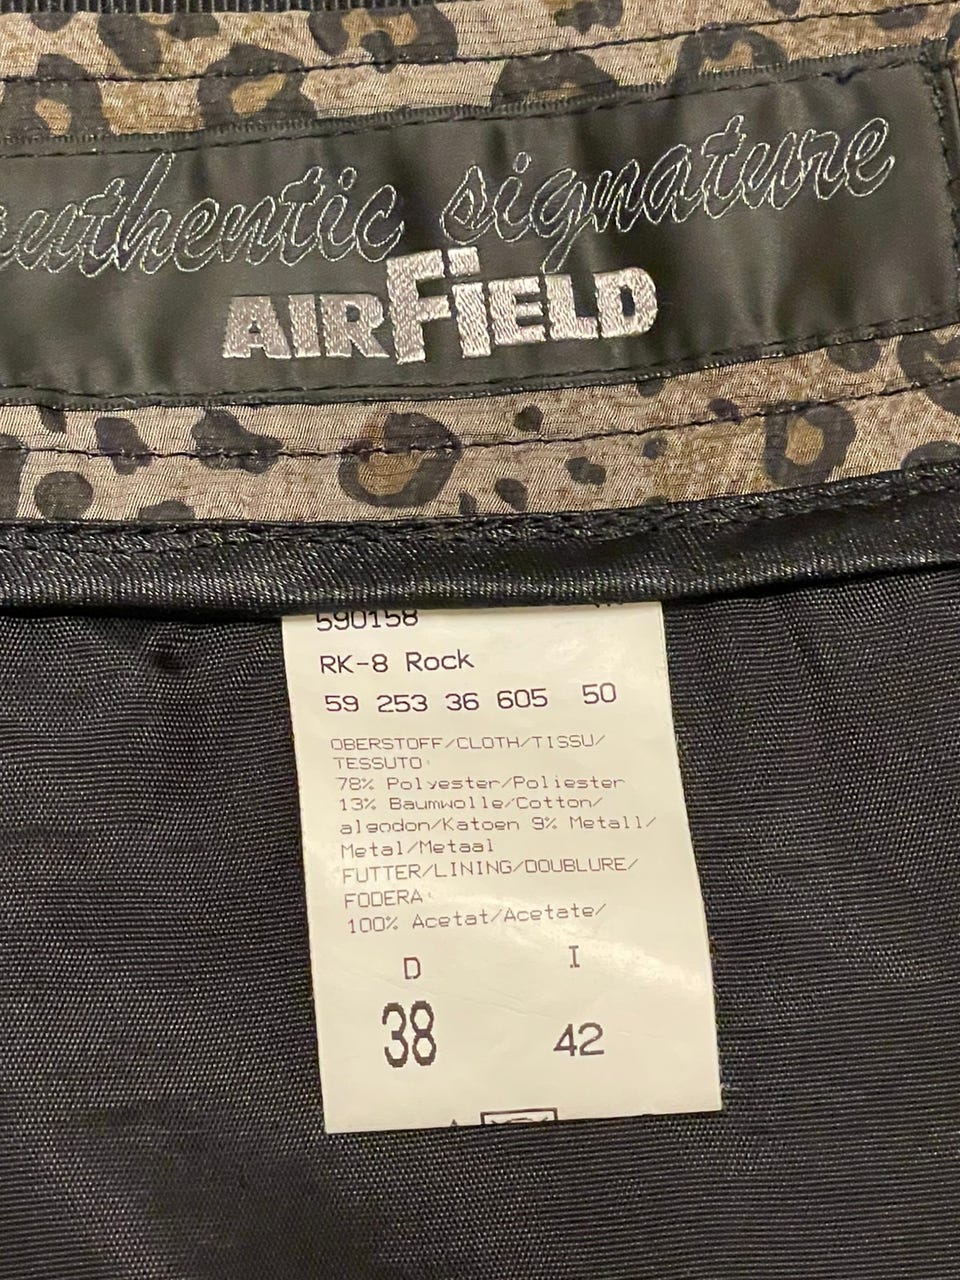 authentic signature
AIRFIELD
590158
RK-8 Rock
59 253 36 605 50
OBERSTOFF/CLOTH/TISSU/
TESSUTO:
78% Polyester/Poliester
13% Baumwolle/Cotton/
algodon/Katoen 9% Metall/
Metal/Metaal
FUTTER/LINING/DOUBLURE/
FODERA:
100% Acetat/Acetate/
D I
38 42